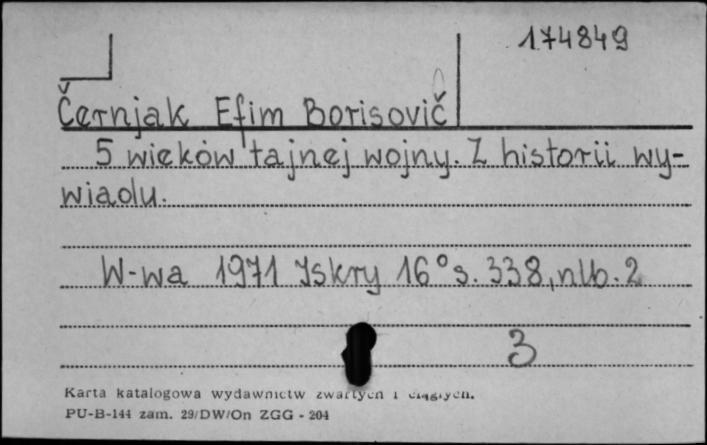 174849
Černjak Efim Borisovič
5 wieków tajnej wojny. Z historii wy-
wiadu.
W-wa 1971 Iskry 16° s. 338, nlb. 2
3
Karta katalogowa wydawnictw zwartych i ciągłych.
PU-B-144 zam. 29/DW/On ZGG - 204